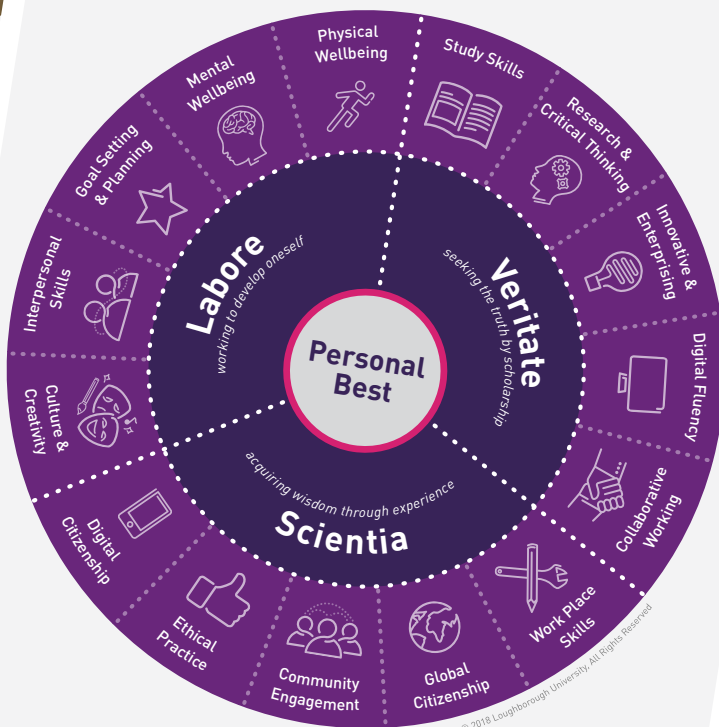 Personal
Best
Labore
working to develop oneself
Veritate
seeking the truth by scholarship
Scientia
acquiring wisdom through experience
Physical
Wellbeing
Study Skills
Research &
Critical Thinking
Innovative &
Enterprising
Digital Fluency
Collaborative
Working
Work Place
Skills
Global
Citizenship
Community
Engagement
Ethical
Practice
Digital
Citizenship
Culture &
Creativity
Interpersonal
Skills
Goal Setting
& Planning
Mental
Wellbeing
© 2018 Loughborough University, All Rights Reserved